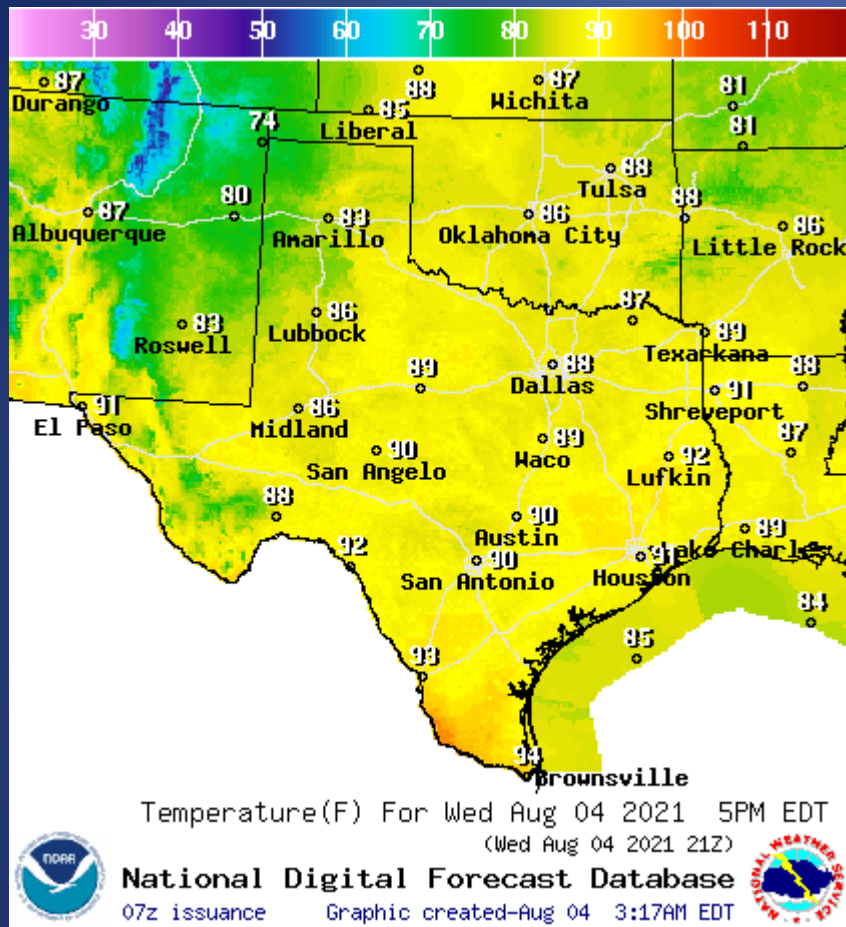 30 40 50 60 70 80 90 100 110
87
Durango
88
87
Wichita
81
85
Liberal
74
81
88
Tulsa
87
Albuquerque
80
83
Amarillo
86
Oklahoma City
88
86
Little Rock
83
Roswell
86
Lubbock
87
89
Texarkana
88
Dallas
89
91
Shreveport
88
91
El Paso
86
Midland
90
San Angelo
89
Waco
92
Lufkin
87
88
90
Austin
89
Lake Charles
92
90
San Antonio
91
Houston
84
85
93
94
Brownsville
Temperature(F) For Wed Aug 04 2021 5PM EDT
(Wed Aug 04 2021 21Z)
National Digital Forecast Database
07z issuance Graphic created-Aug 04 3:17AM EDT
NOAA
NATIONAL WEATHER SERVICE